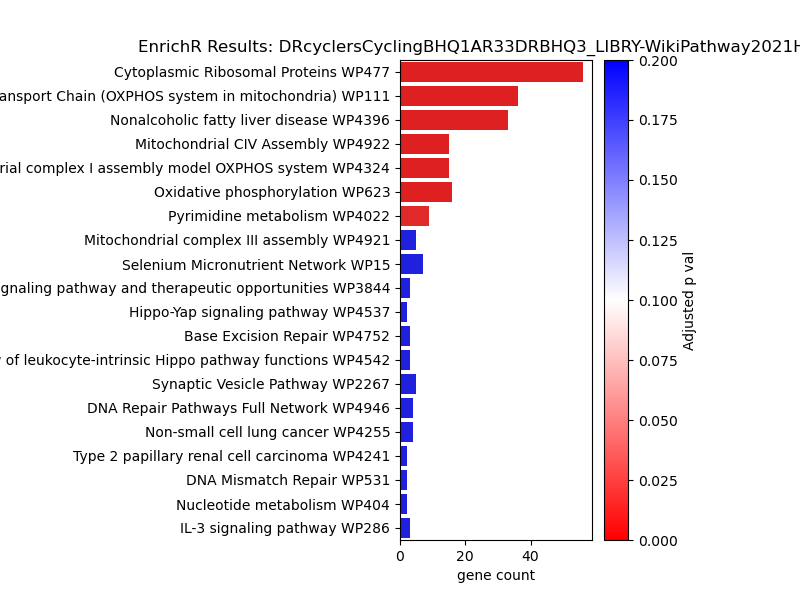 EnrichR Results: DRcyclersCyclingBHQ1AR33DRBHQ3_LIBRY-WikiPathway2021H
Cytoplasmic Ribosomal Proteins WP477
ansport Chain (OXPHOS system in mitochondria) WP111
Nonalcoholic fatty liver disease WP4396
Mitochondrial CIV Assembly WP4922
rial complex I assembly model OXPHOS system WP4324
Oxidative phosphorylation WP623
Pyrimidine metabolism WP4022
Mitochondrial complex III assembly WP4921
Selenium Micronutrient Network WP15
gnaling pathway and therapeutic opportunities WP3844
Hippo-Yap signaling pathway WP4537
Base Excision Repair WP4752
of leukocyte-intrinsic Hippo pathway functions WP4542
Synaptic Vesicle Pathway WP2267
DNA Repair Pathways Full Network WP4946
Non-small cell lung cancer WP4255
Type 2 papillary renal cell carcinoma WP4241
DNA Mismatch Repair WP531
Nucleotide metabolism WP404
IL-3 signaling pathway WP286
0 20 40
gene count
0.200
0.175
0.150
0.125
0.100
0.075
0.050
0.025
0.000
Adjusted p val